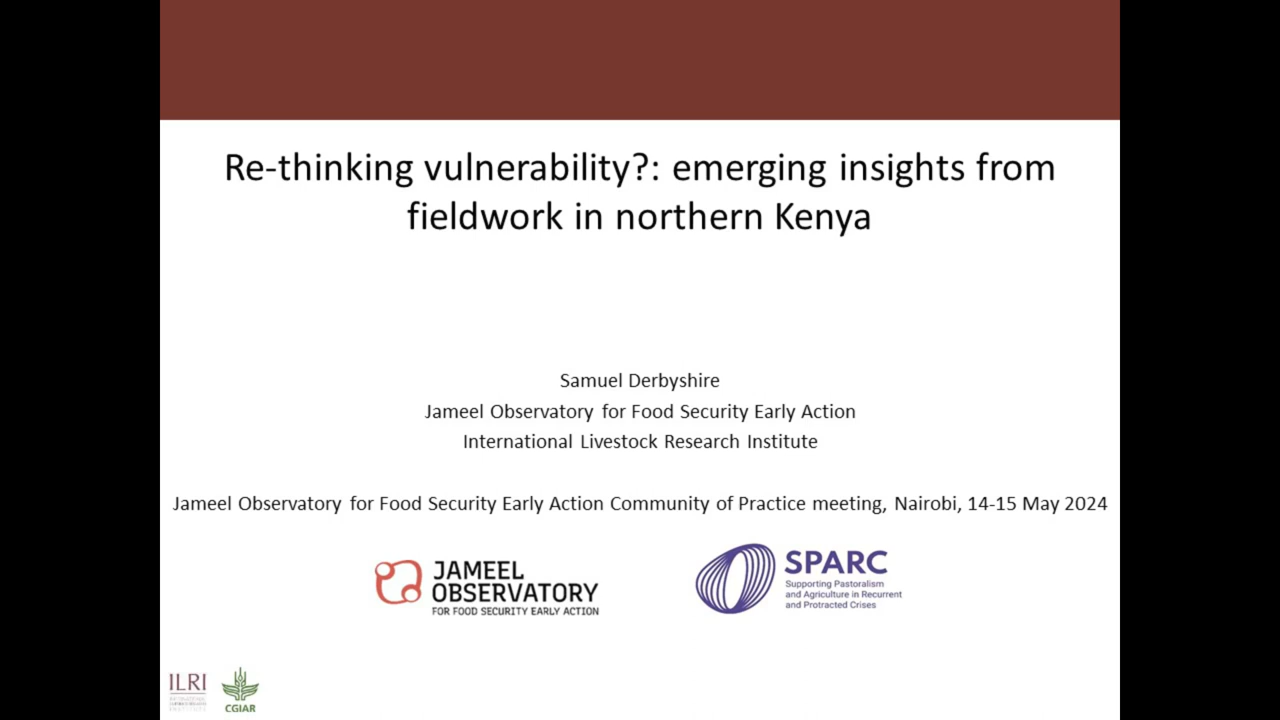 Re-thinking vulnerability?: emerging insights from
fieldwork in northern Kenya
Samuel Derbyshire
Jameel Observatory for Food Security Early Action
International Livestock Research Institute
Jameel Observatory for Food Security Early Action Community of Practice meeting, Nairobi, 14-15 May 2024
JAMEEL
OBSERVATORY
FOR FOOD SECURITY EARLY ACTION
SPARC
Supporting Pastoralism
and Agriculture in Recurrent
and Protracted Crises
ILRI
CGIAR